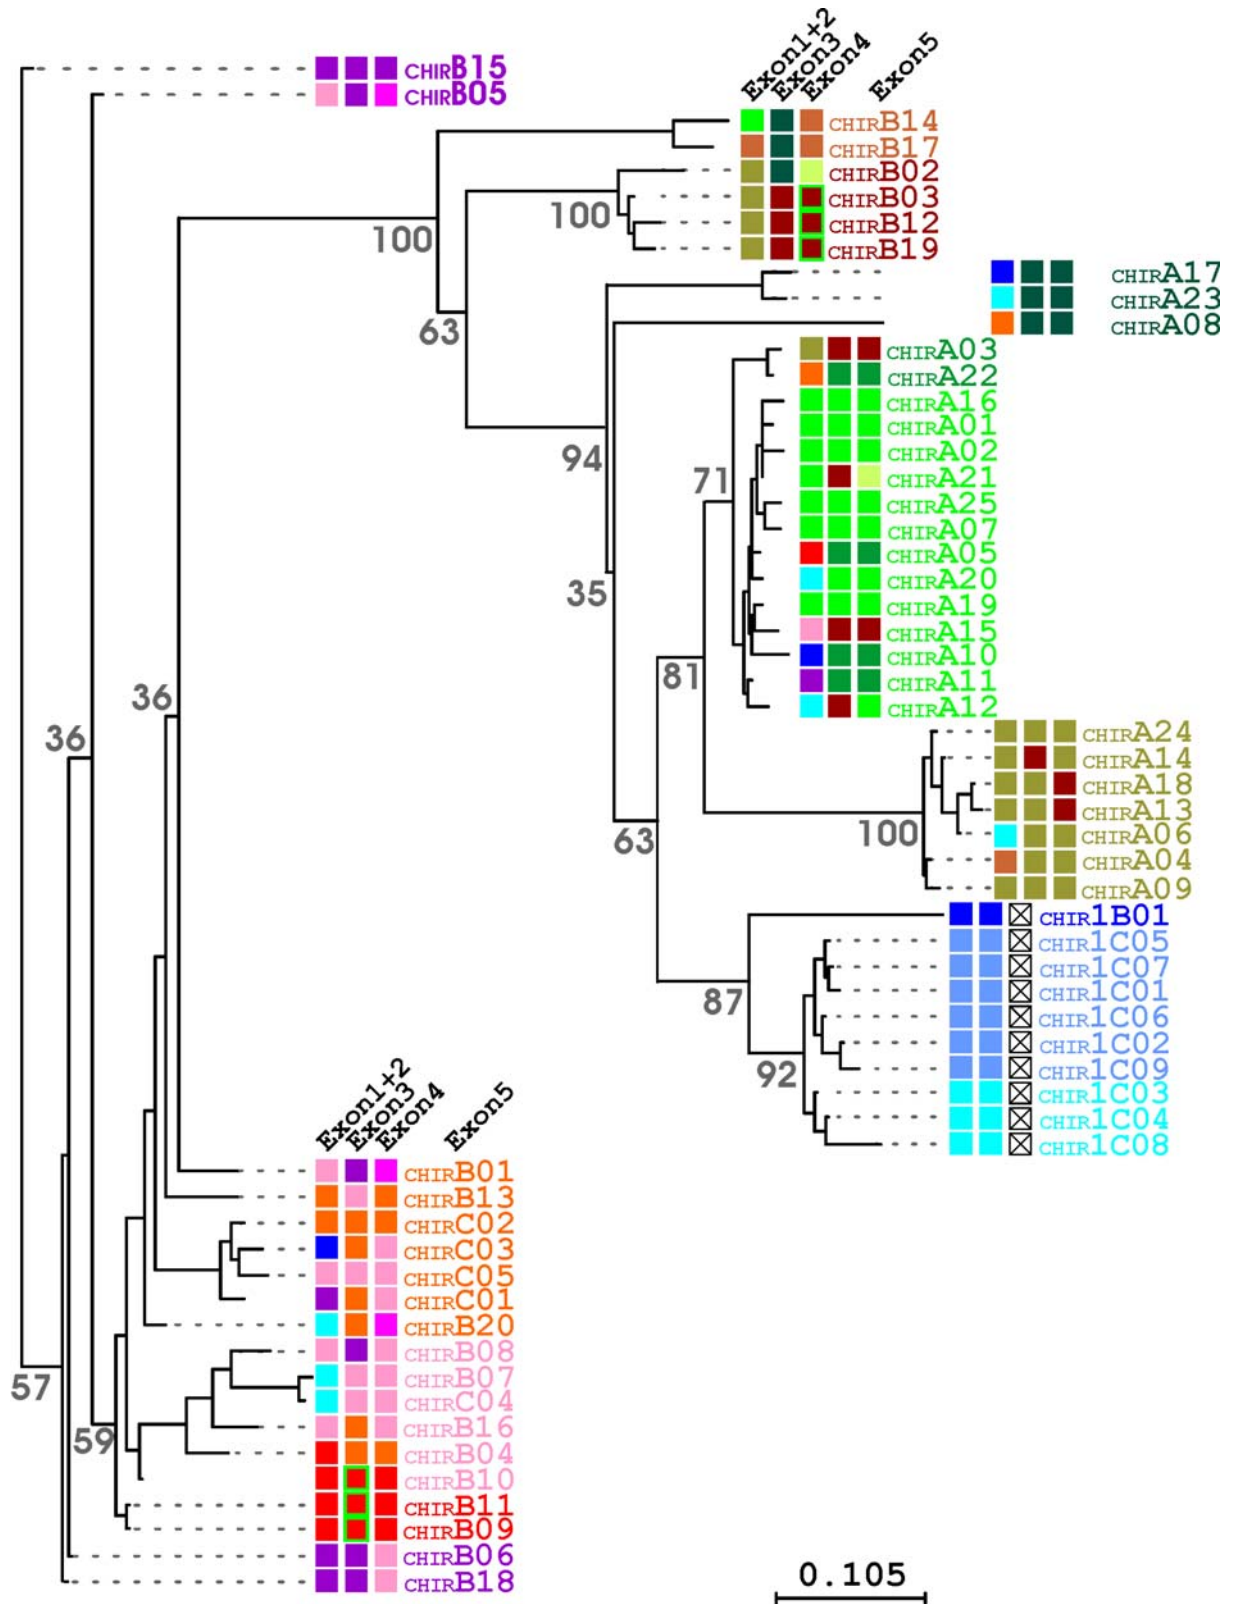 Exon1+2
Exon3
Exon4
Exon5
CHIRB15
CHIRB05
CHIRB14
CHIRB17
CHIRB02
CHIRB03
100
CHIRB12
100
CHIRB19
CHIRA17
CHIRA23
63
CHIRA08
CHIRA03
CHIRA22
CHIRA16
CHIRA01
94
CHIRA02
71
CHIRA21
CHIRA25
CHIRA07
CHIRA05
CHIRA20
35
CHIRA19
CHIRA15
CHIRA10
81
CHIRA11
36
CHIRA12
CHIRA24
36
CHIRA14
CHIRA18
CHIRA13
63
100
CHIRA06
CHIRA04
CHIRA09
CHIR1B01
CHIR1C05
CHIR1C07
CHIR1C01
87
CHIR1C06
CHIR1C02
CHIR1C09
92
CHIR1C03
CHIR1C04
CHIR1C08
Exon1+2
Exon3
Exon4
Exon5
CHIRB01
CHIRB13
CHIRC02
CHIRC03
CHIRC05
CHIRC01
CHIRB20
CHIRB08
57
CHIRB07
CHIRC04
CHIRB16
59
CHIRB04
CHIRB10
CHIRB11
CHIRB09
CHIRB06
CHIRB18
0.105